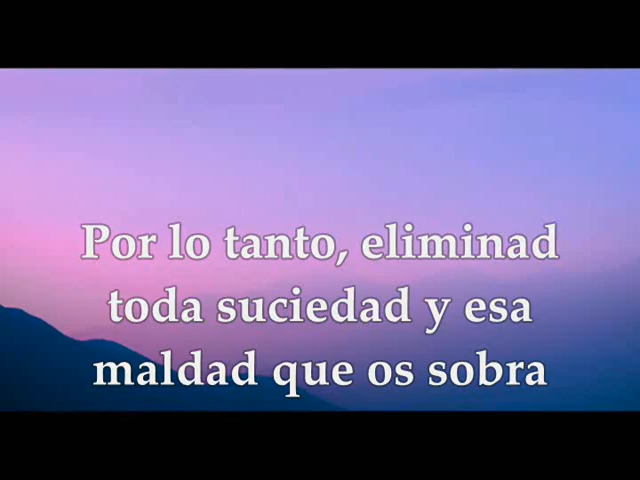 Por lo tanto, eliminad
toda suciedad y esa
maldad que os sobra